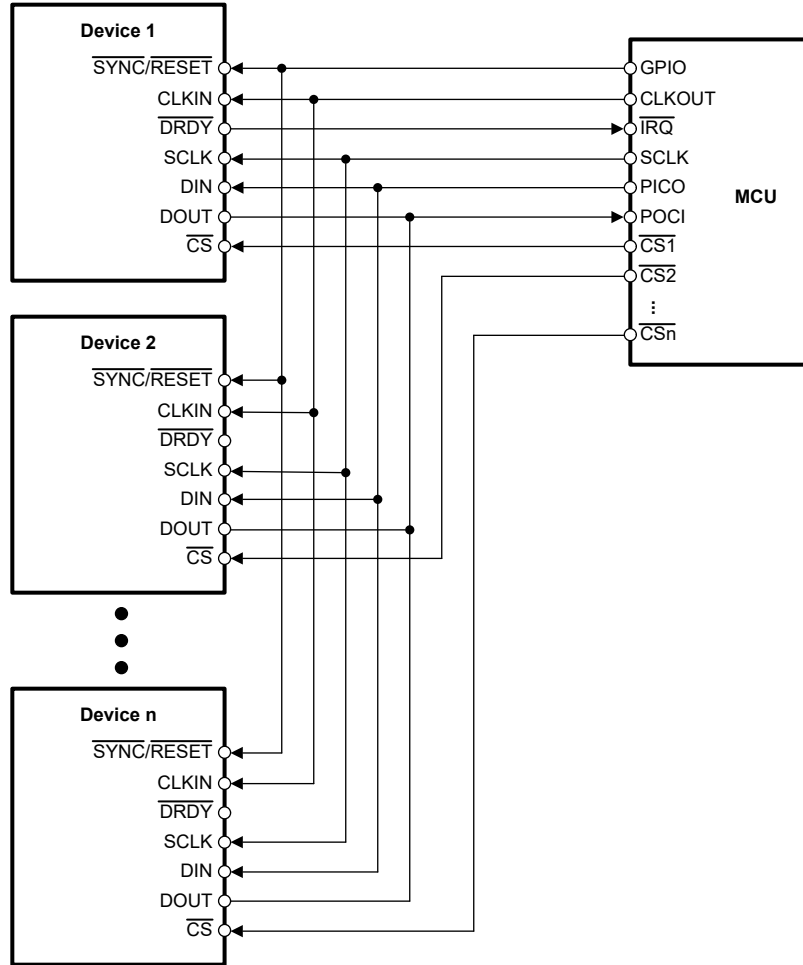 Device 1
SYNC/RESET
CLKIN
DRDY
SCLK
DIN
DOUT
CS
GPIO
CLKOUT
IRQ
SCLK
PICO
POCI
CS1
CS2
⋮
CSn
MCU
Device 2
SYNC/RESET
CLKIN
DRDY
SCLK
DIN
DOUT
CS
Device n
SYNC/RESET
CLKIN
DRDY
SCLK
DIN
DOUT
CS